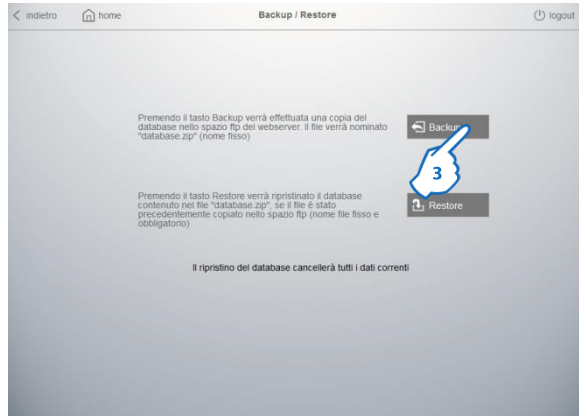 indietro home Backup / Restore logout
Premendo il tasto Backup verrà effettuata una copia del
database nello spazio ftp del webserver. Il file verrà nominato
"database.zip" (nome fisso)
Backup
3
Premendo il tasto Restore verrà ripristinato il database
contenuto nel file "database.zip", se il file é stato
precedentemente copiato nello spazio ftp (nome file fisso e
obbligatorio)
Restore
Il ripristino del database cancellerà tutti i dati correnti